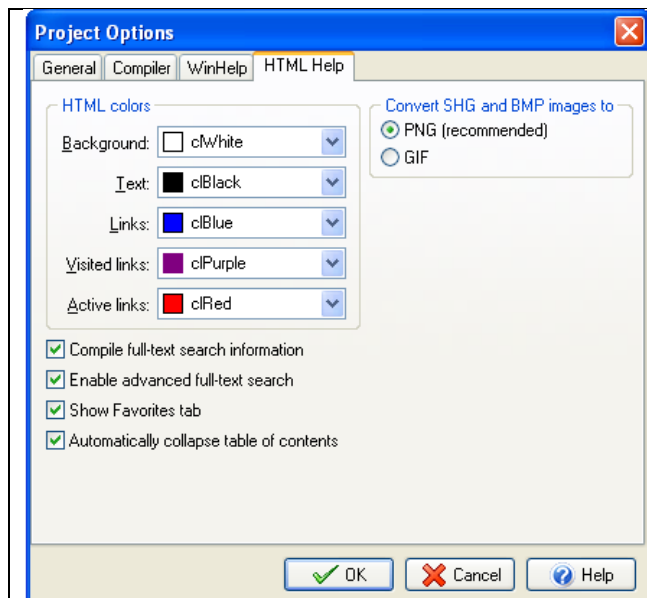 Project Options
General Compiler WinHelp HTML Help
HTML colors
Background: clWhite
Text: clBlack
Links: clBlue
Visited links: clPurple
Active links: clRed
Convert SHG and BMP images to
PNG (recommended)
GIF
Compile full-text search information
Enable advanced full-text search
Show Favorites tab
Automatically collapse table of contents
OK Cancel Help